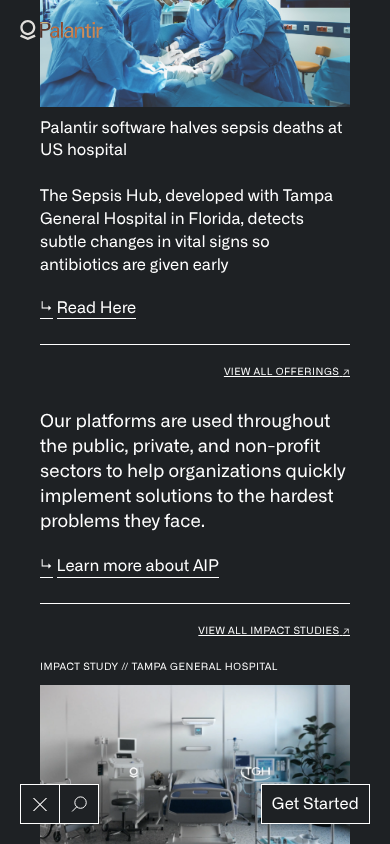 Palantir
Palantir software halves sepsis deaths at
US hospital
The Sepsis Hub, developed with Tampa
General Hospital in Florida, detects
subtle changes in vital signs so
antibiotics are given early
↳ Read Here
VIEW ALL OFFERINGS ↗
Our platforms are used throughout
the public, private, and non-profit
sectors to help organizations quickly
implement solutions to the hardest
problems they face.
↳ Learn more about AIP
VIEW ALL IMPACT STUDIES ↗
IMPACT STUDY // TAMPA GENERAL HOSPITAL
TGH
Get Started